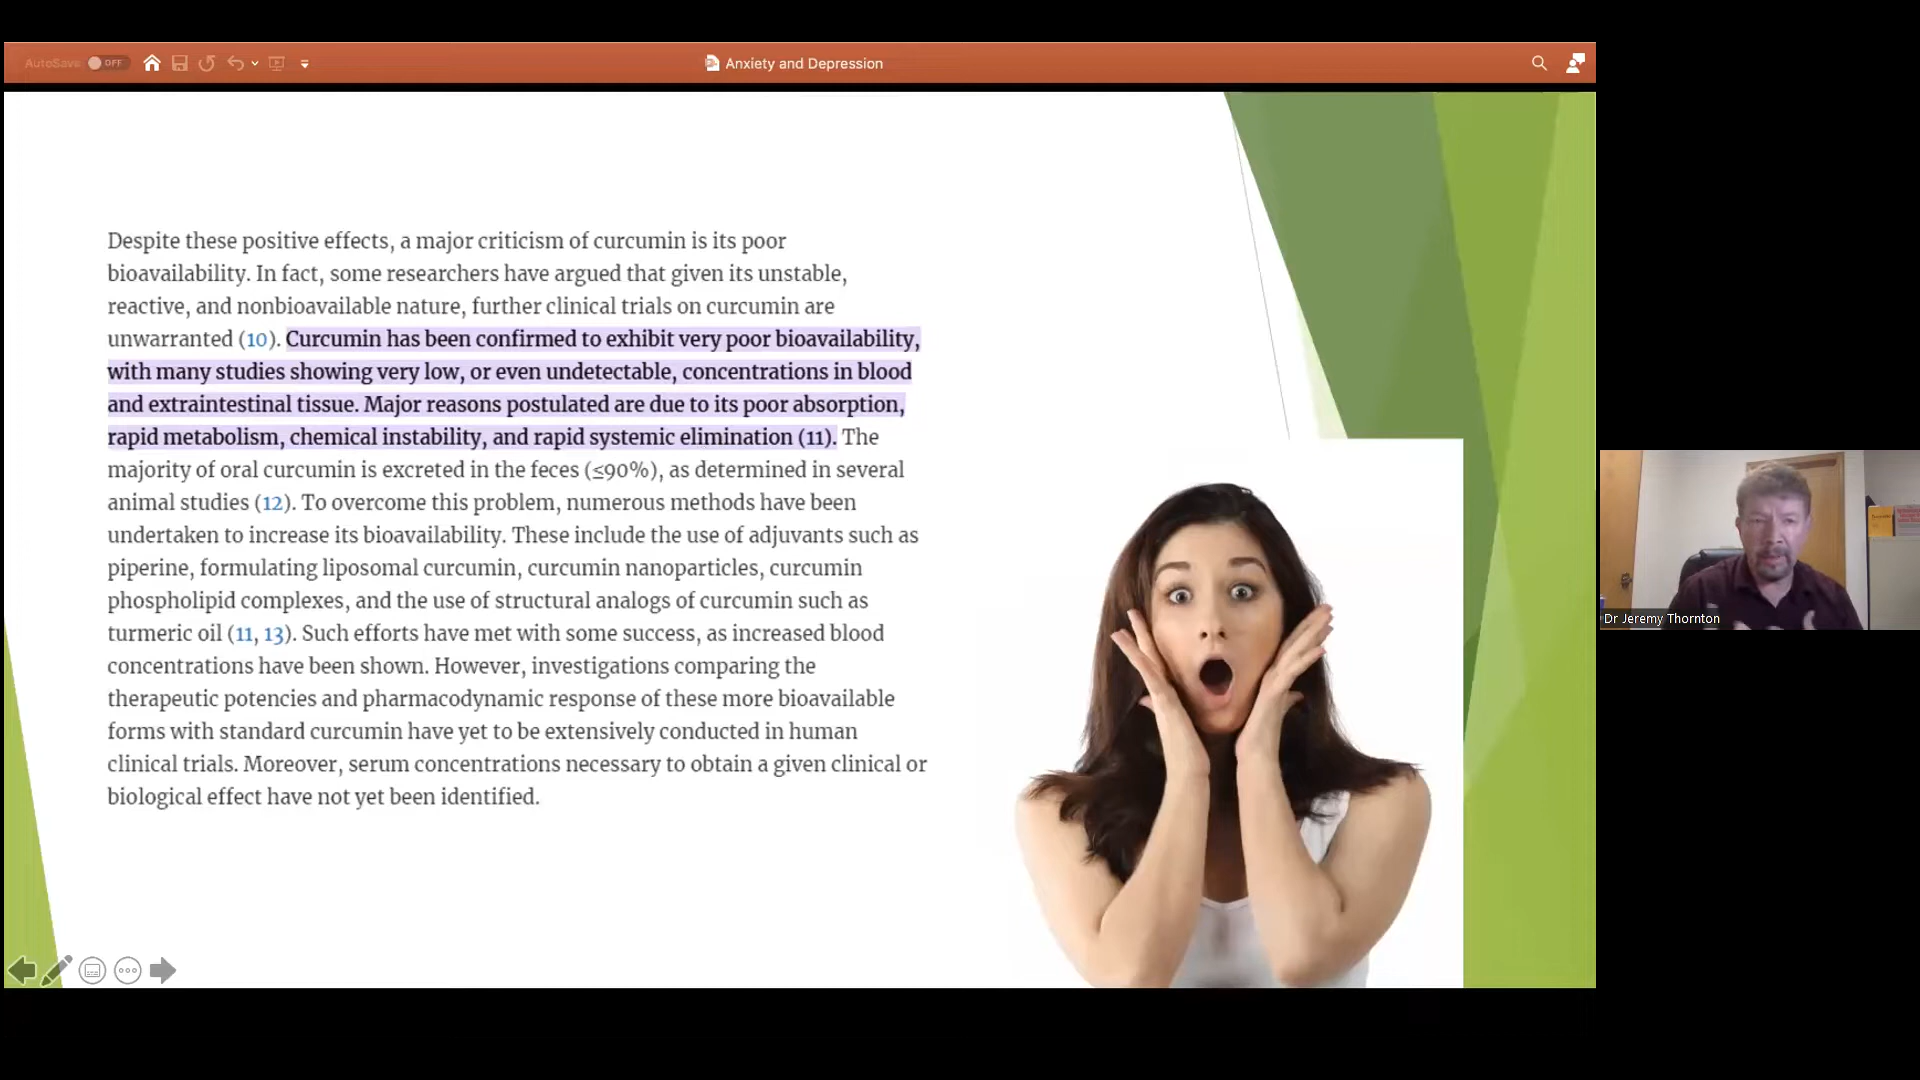 AutoSave OFF
Anxiety and Depression
Despite these positive effects, a major criticism of curcumin is its poor
bioavailability. In fact, some researchers have argued that given its unstable,
reactive, and nonbioavailable nature, further clinical trials on curcumin are
unwarranted (10). Curcumin has been confirmed to exhibit very poor bioavailability,
with many studies showing very low, or even undetectable, concentrations in blood
and extraintestinal tissue. Major reasons postulated are due to its poor absorption,
rapid metabolism, chemical instability, and rapid systemic elimination (11). The
majority of oral curcumin is excreted in the feces (≤90%), as determined in several
animal studies (12). To overcome this problem, numerous methods have been
undertaken to increase its bioavailability. These include the use of adjuvants such as
piperine, formulating liposomal curcumin, curcumin nanoparticles, curcumin
phospholipid complexes, and the use of structural analogs of curcumin such as
turmeric oil (11, 13). Such efforts have met with some success, as increased blood
concentrations have been shown. However, investigations comparing the
therapeutic potencies and pharmacodynamic response of these more bioavailable
forms with standard curcumin have yet to be extensively conducted in human
clinical trials. Moreover, serum concentrations necessary to obtain a given clinical or
biological effect have not yet been identified.
Dr Jeremy Thornton